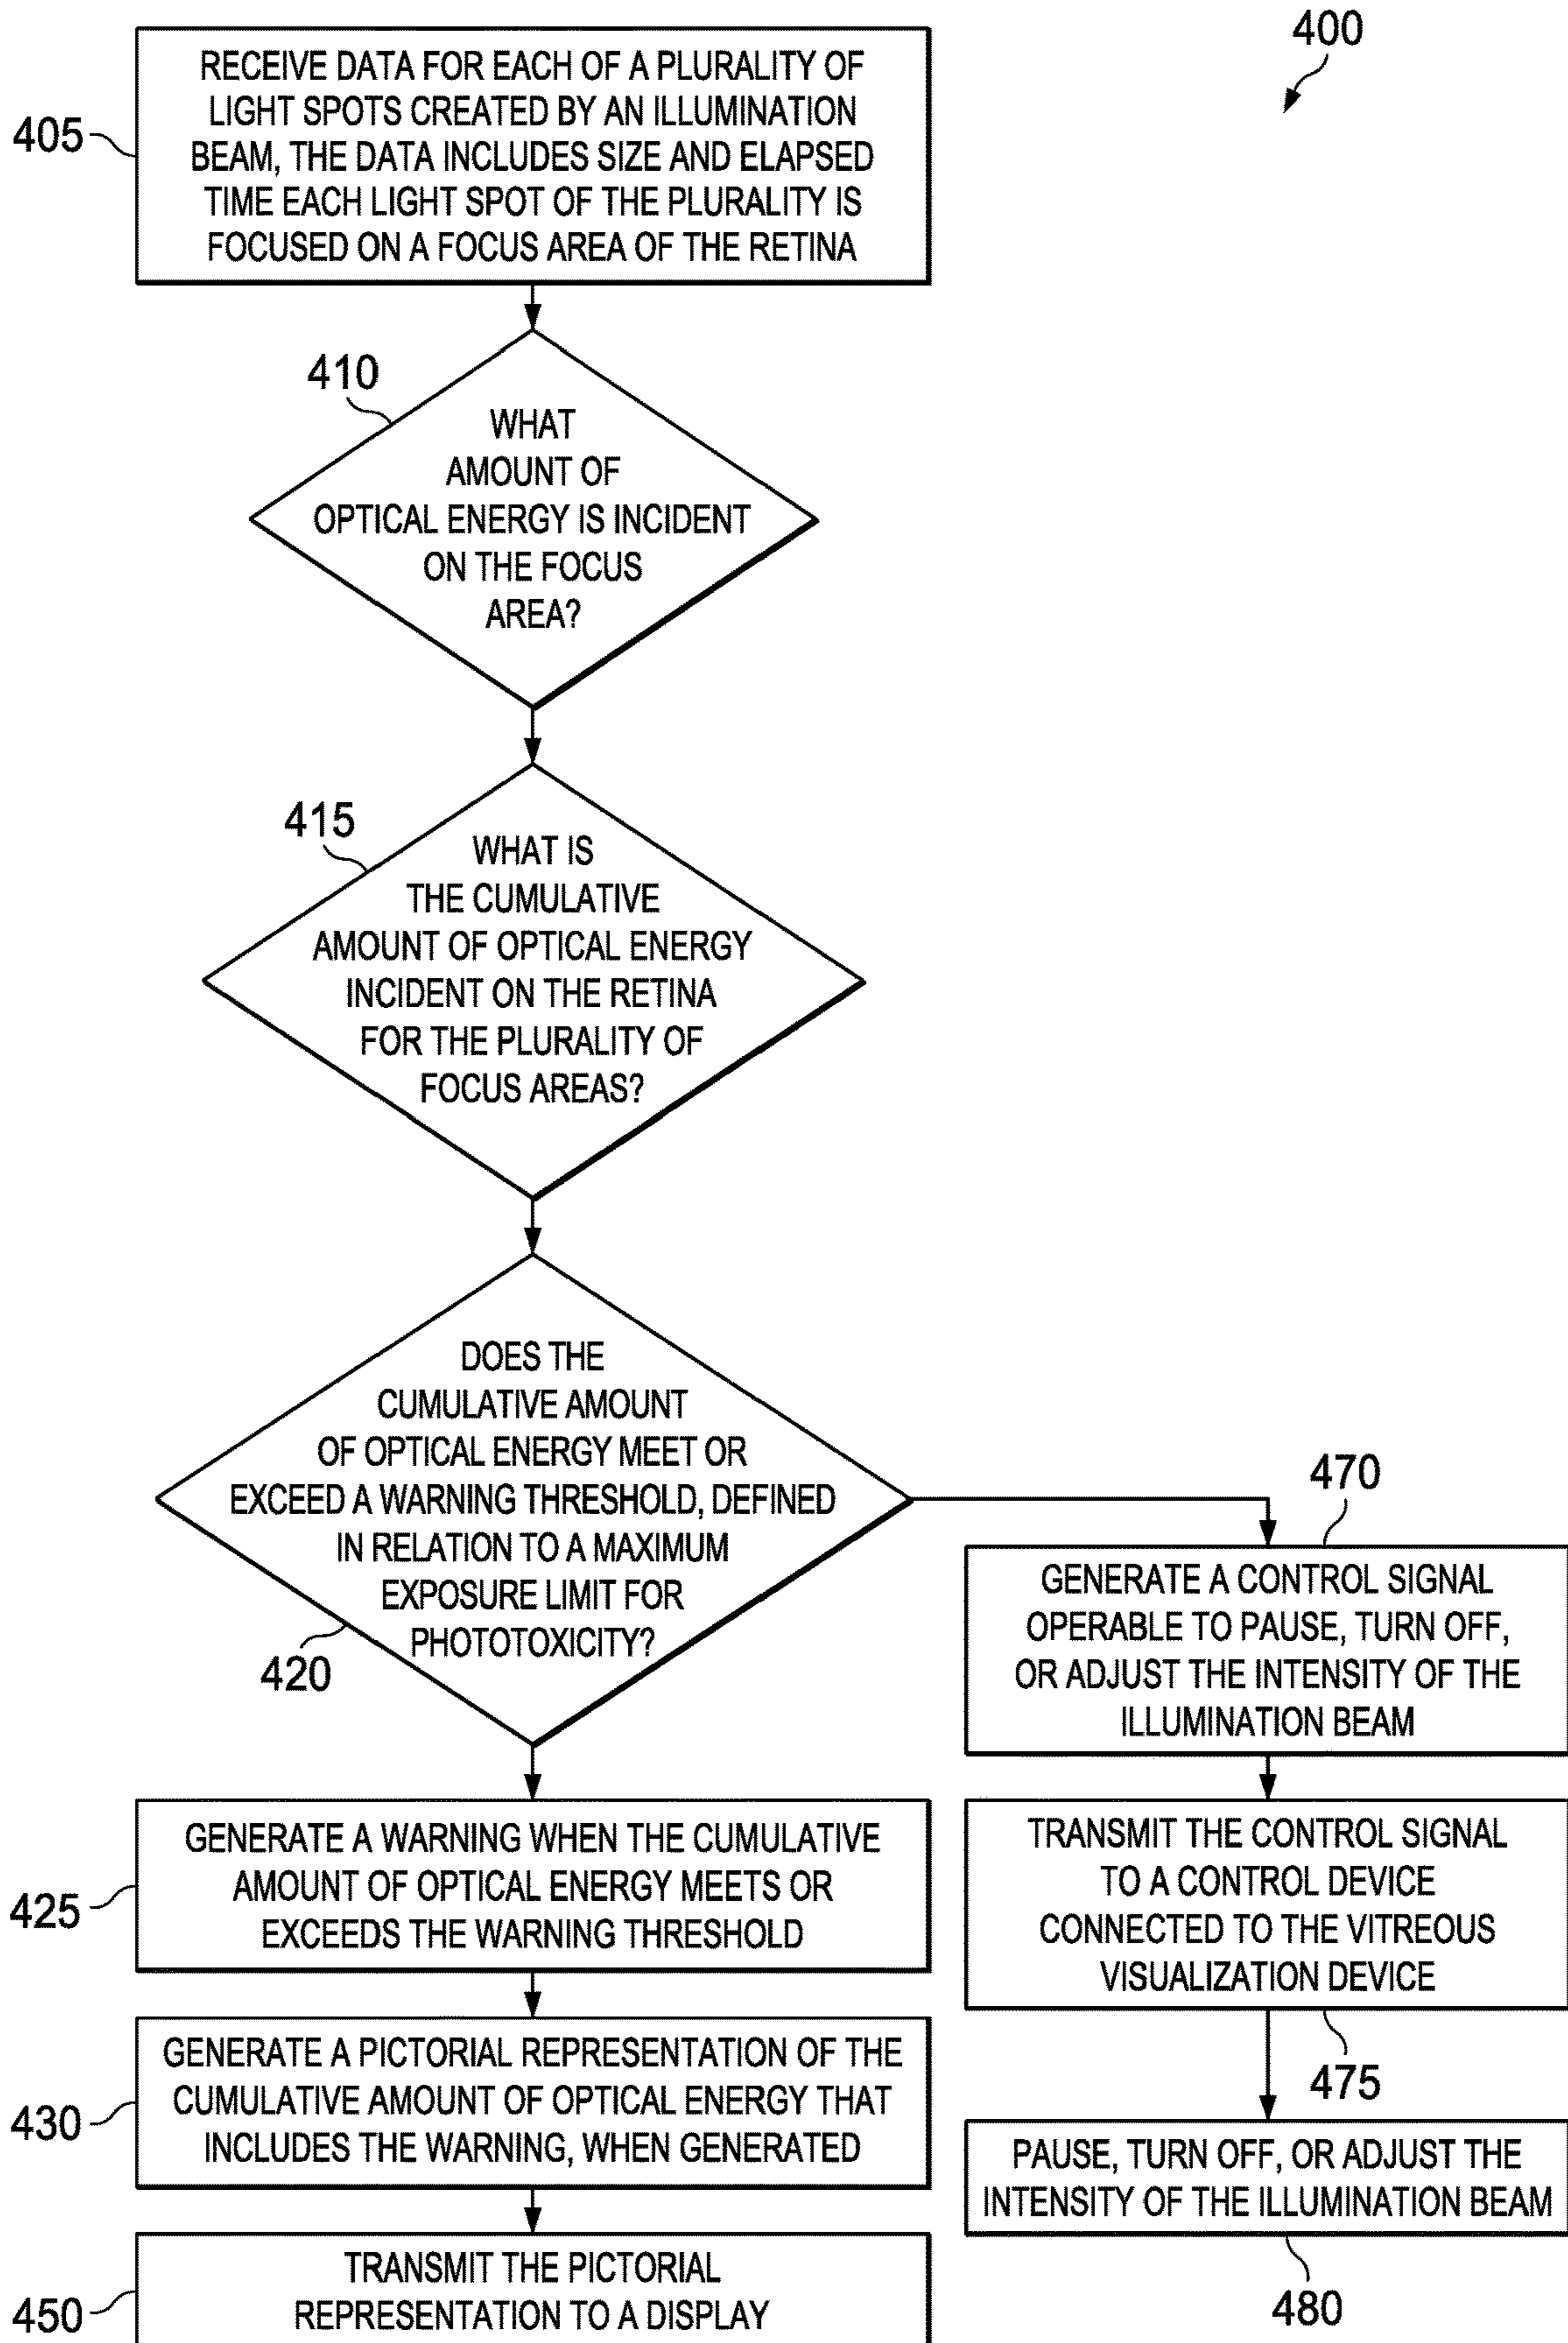 400
405
RECEIVE DATA FOR EACH OF A PLURALITY OF
LIGHT SPOTS CREATED BY AN ILLUMINATION
BEAM, THE DATA INCLUDES SIZE AND ELAPSED
TIME EACH LIGHT SPOT OF THE PLURALITY IS
FOCUSED ON A FOCUS AREA OF THE RETINA
410
WHAT
AMOUNT OF
OPTICAL ENERGY IS INCIDENT
ON THE FOCUS
AREA?
415
WHAT IS
THE CUMULATIVE
AMOUNT OF OPTICAL ENERGY
INCIDENT ON THE RETINA
FOR THE PLURALITY OF
FOCUS AREAS?
DOES THE
CUMULATIVE AMOUNT
OF OPTICAL ENERGY MEET OR
EXCEED A WARNING THRESHOLD, DEFINED
IN RELATION TO A MAXIMUM
EXPOSURE LIMIT FOR
PHOTOTOXICITY?
420
425
GENERATE A WARNING WHEN THE CUMULATIVE
AMOUNT OF OPTICAL ENERGY MEETS OR
EXCEEDS THE WARNING THRESHOLD
430
GENERATE A PICTORIAL REPRESENTATION OF THE
CUMULATIVE AMOUNT OF OPTICAL ENERGY THAT
INCLUDES THE WARNING, WHEN GENERATED
450
TRANSMIT THE PICTORIAL
REPRESENTATION TO A DISPLAY
470
GENERATE A CONTROL SIGNAL
OPERABLE TO PAUSE, TURN OFF,
OR ADJUST THE INTENSITY OF THE
ILLUMINATION BEAM
TRANSMIT THE CONTROL SIGNAL
TO A CONTROL DEVICE
CONNECTED TO THE VITREOUS
VISUALIZATION DEVICE
475
PAUSE, TURN OFF, OR ADJUST THE
INTENSITY OF THE ILLUMINATION BEAM
480